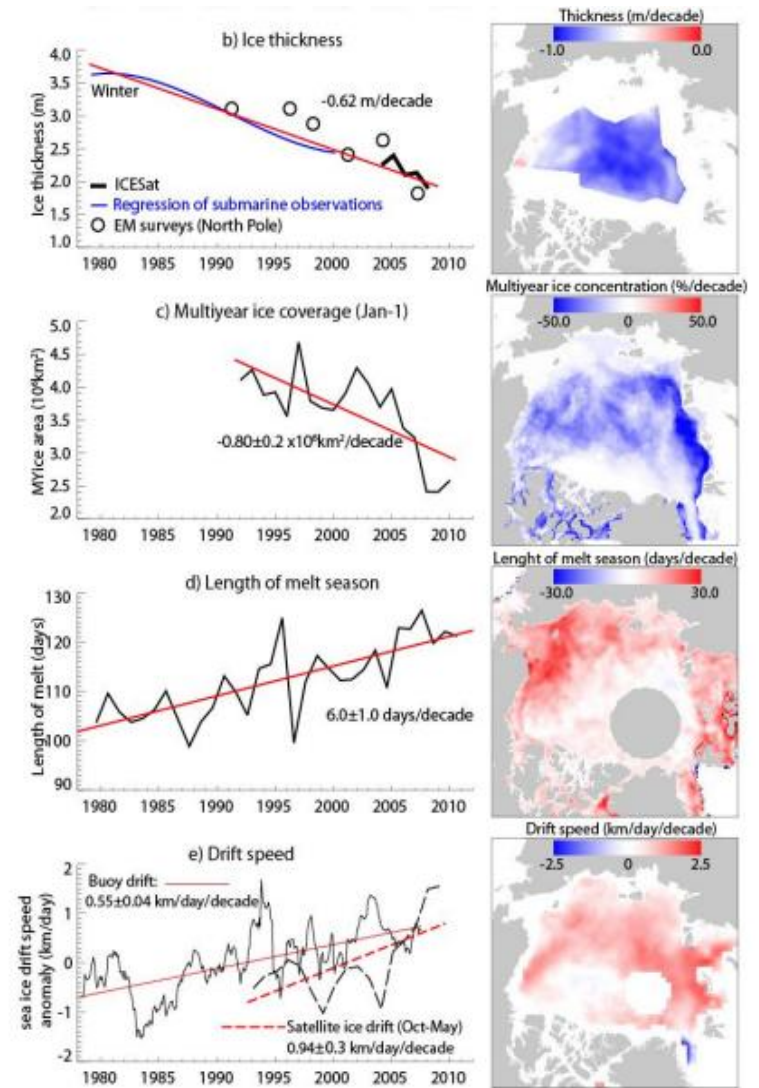 b) Ice thickness
Ice thickness (m)
4.0
3.5
3.0
2.5
2.0
1.5
1.0
Winter
-0.62 m/decade
ICESat
Regression of submarine observations
EM surveys (North Pole)
1980 1985 1990 1995 2000 2005 2010
Thickness (m/decade)
-1.0 0.0
c) Multiyear ice coverage (Jan-1)
MYice area (10⁶km²)
5.0
4.5
4.0
3.5
3.0
2.5
2.0
-0.80±0.2 x10⁶km²/decade
1980 1985 1990 1995 2000 2005 2010
Multiyear ice concentration (%/decade)
-50.0 0 50.0
d) Length of melt season
Length of melt (days)
130
120
110
100
90
6.0±1.0 days/decade
1980 1985 1990 1995 2000 2005 2010
Lenght of melt season (days/decade)
-30.0 30.0
e) Drift speed
sea ice drift speed
anomaly (km/day)
2
1
0
-1
-2
Buoy drift:
0.55±0.04 km/day/decade
Satellite ice drift (Oct-May)
0.94±0.3 km/day/decade
1980 1985 1990 1995 2000 2005 2010
Drift speed (km/day/decade)
-2.5 0 2.5